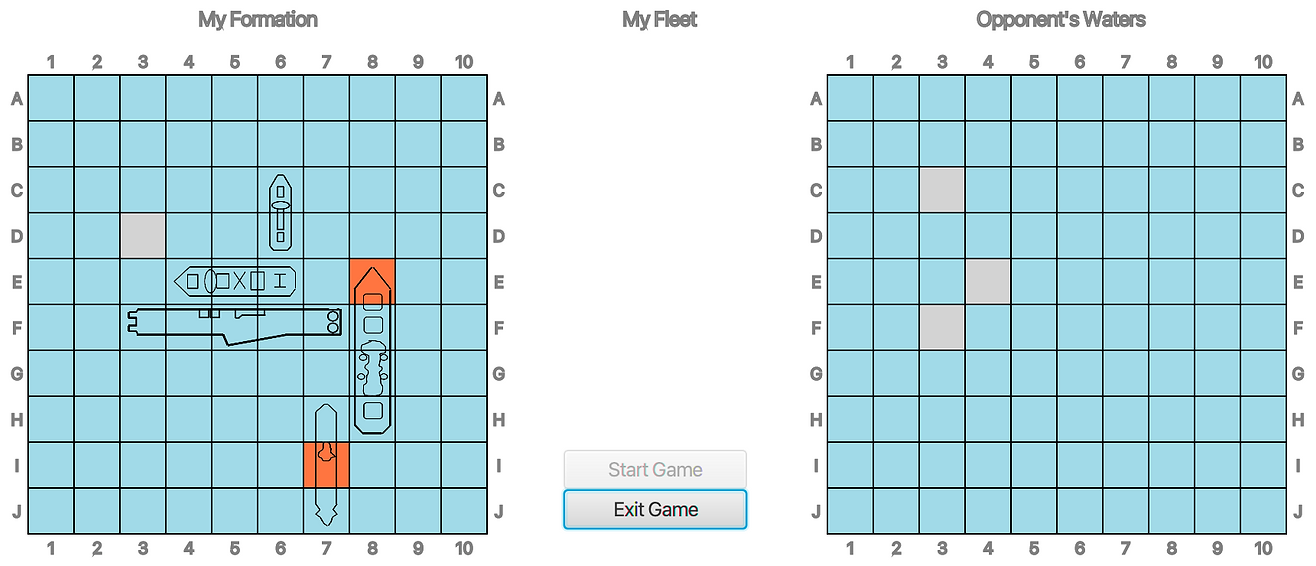 My Formation My Fleet Opponent's Waters
1 2 3 4 5 6 7 8 9 10 1 2 3 4 5 6 7 8 9 10
A A A A
B B B B
C C C C
D D D D
E E E E
F F F F
G G G G
H H H H
I I I I
Start Game
Exit Game
J J J J
1 2 3 4 5 6 7 8 9 10 1 2 3 4 5 6 7 8 9 10